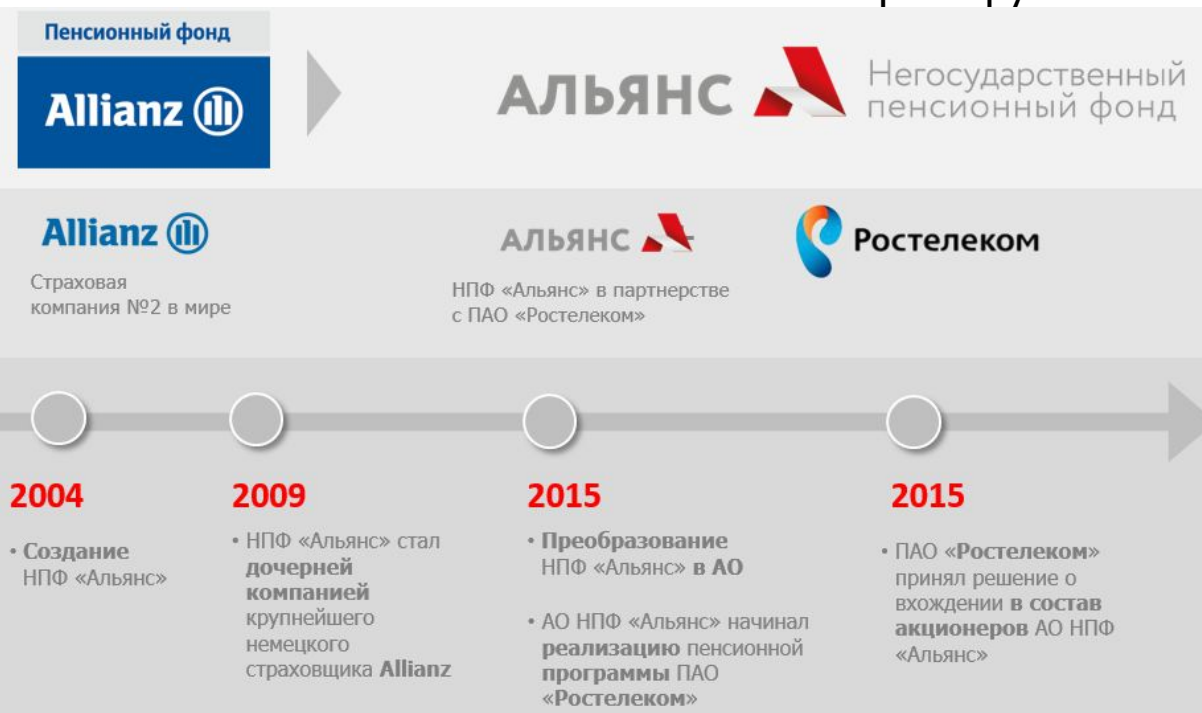 Пенсионный фонд
Allianz
АЛЬЯНС
Негосударственный
пенсионный фонд
Allianz
Страховая
компания №2 в мире
АЛЬЯНС
НПФ «Альянс» в партнерстве
с ПАО «Ростелеком»
Ростелеком
2004
• Создание
НПФ «Альянс»
2009
• НПФ «Альянс» стал
дочерней
компанией
крупнейшего
немецкого
страховщика Allianz
2015
• Преобразование
НПФ «Альянс» в АО
• АО НПФ «Альянс» начинал
реализацию пенсионной
программы ПАО
«Ростелеком»
2015
• ПАО «Ростелеком»
принял решение о
вхождении в состав
акционеров АО НПФ
«Альянс»